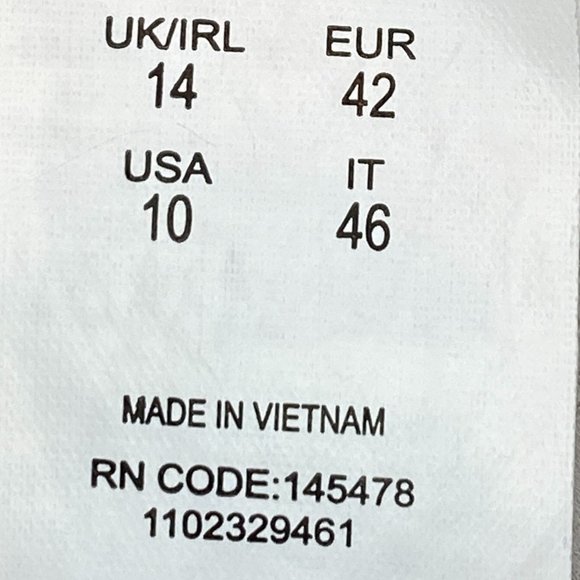 UK/IRL EUR
14 42
USA IT
10 46
MADE IN VIETNAM
RN CODE:145478
1102329461